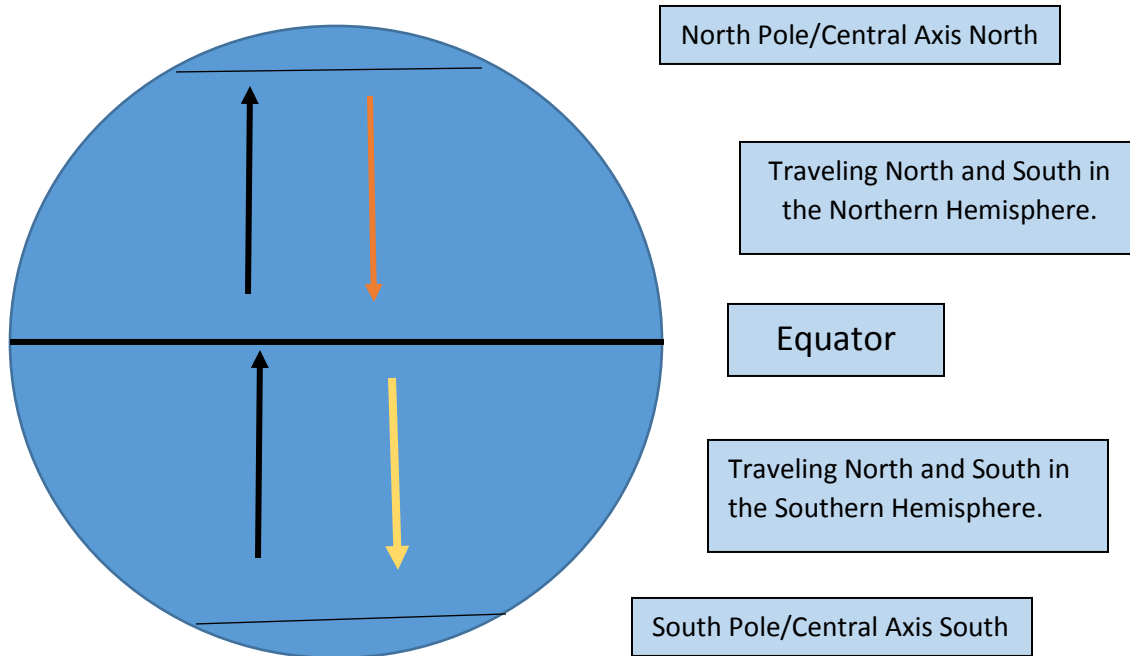 North Pole/Central Axis North
Traveling North and South in
the Northern Hemisphere.
Equator
Traveling North and South in
the Southern Hemisphere.
South Pole/Central Axis South